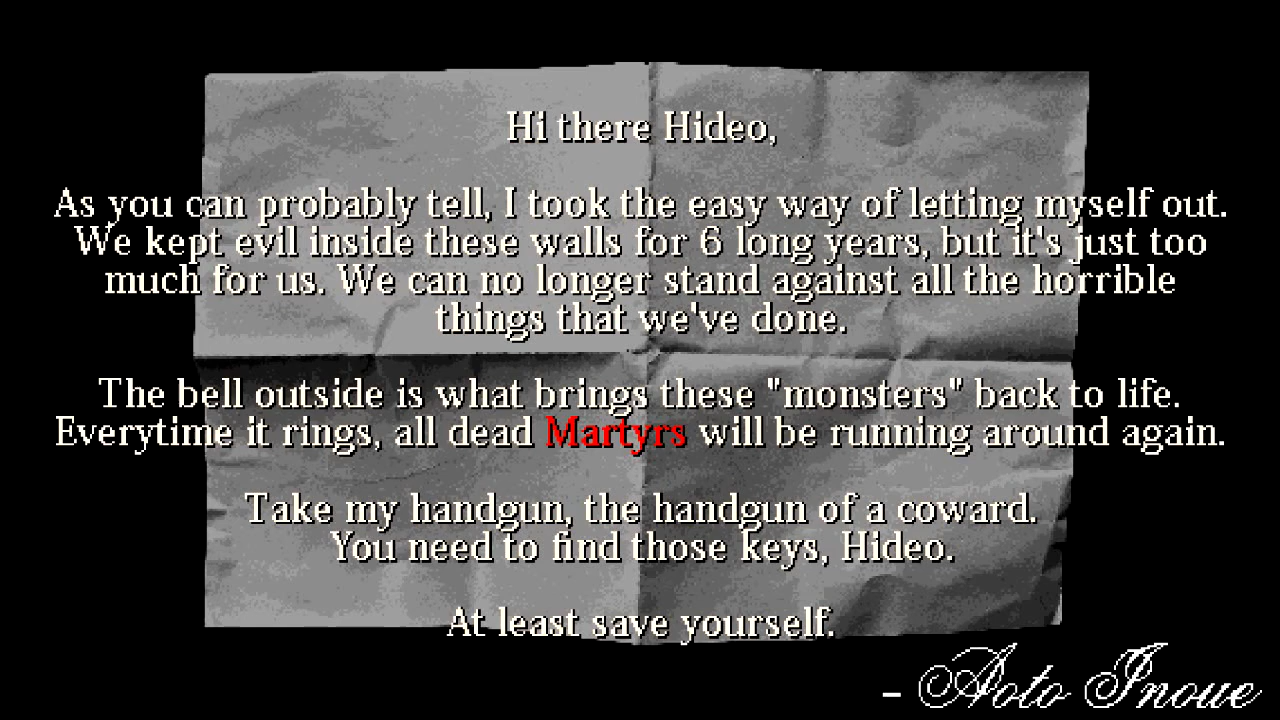 Hi there Hideo,
As you can probably tell, I took the easy way of letting myself out.
We kept evil inside these walls for 6 long years, but it's just too
much for us. We can no longer stand against all the horrible
things that we've done.
The bell outside is what brings these "monsters" back to life.
Everytime it rings, all dead Martyrs will be running around again.
Take my handgun, the handgun of a coward.
You need to find those keys, Hideo.
At least save yourself.
- Aoto Inoue